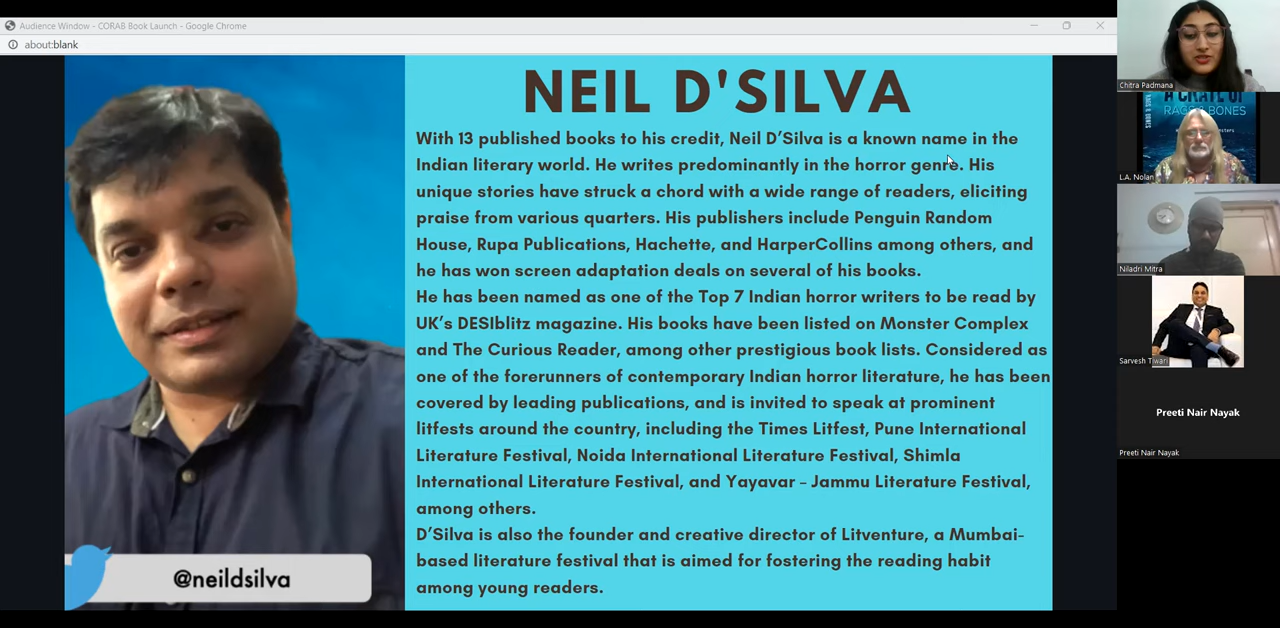 Audience Window - CORAB Book Launch - Google Chrome
about:blank
NEIL D'SILVA
With 13 published books to his credit, Neil D'Silva is a known name in the
Indian literary world. He writes predominantly in the horror genre. His
unique stories have struck a chord with a wide range of readers, eliciting
praise from various quarters. His publishers include Penguin Random
House, Rupa Publications, Hachette, and HarperCollins among others, and
he has won screen adaptation deals on several of his books.
He has been named as one of the Top 7 Indian horror writers to be read by
UK's DESIblitz magazine. His books have been listed on Monster Complex
and The Curious Reader, among other prestigious book lists. Considered as
one of the forerunners of contemporary Indian horror literature, he has been
covered by leading publications, and is invited to speak at prominent
litfests around the country, including the Times Litfest, Pune International
Literature Festival, Noida International Literature Festival, Shimla
International Literature Festival, and Yayavar - Jammu Literature Festival,
among others.
D'Silva is also the founder and creative director of Litventure, a Mumbai-
based literature festival that is aimed for fostering the reading habit
among young readers.
@neildsilva
Chitra Padmana
A CRATE OF
RAGS & BONES
L.A. Nolan
Niladri Mitra
Sarvesh Tiwari
Preeti Nair Nayak
Preeti Nair Nayak